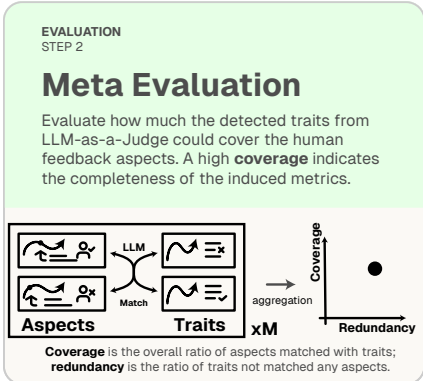 EVALUATION
STEP 2
Meta Evaluation
Evaluate how much the detected traits from
LLM-as-a-Judge could cover the human
feedback aspects. A high coverage indicates
the completeness of the induced metrics.
LLM
Match
Aspects
Traits
xM
aggregation
Coverage
Redundancy
Coverage is the overall ratio of aspects matched with traits;
redundancy is the ratio of traits not matched any aspects.